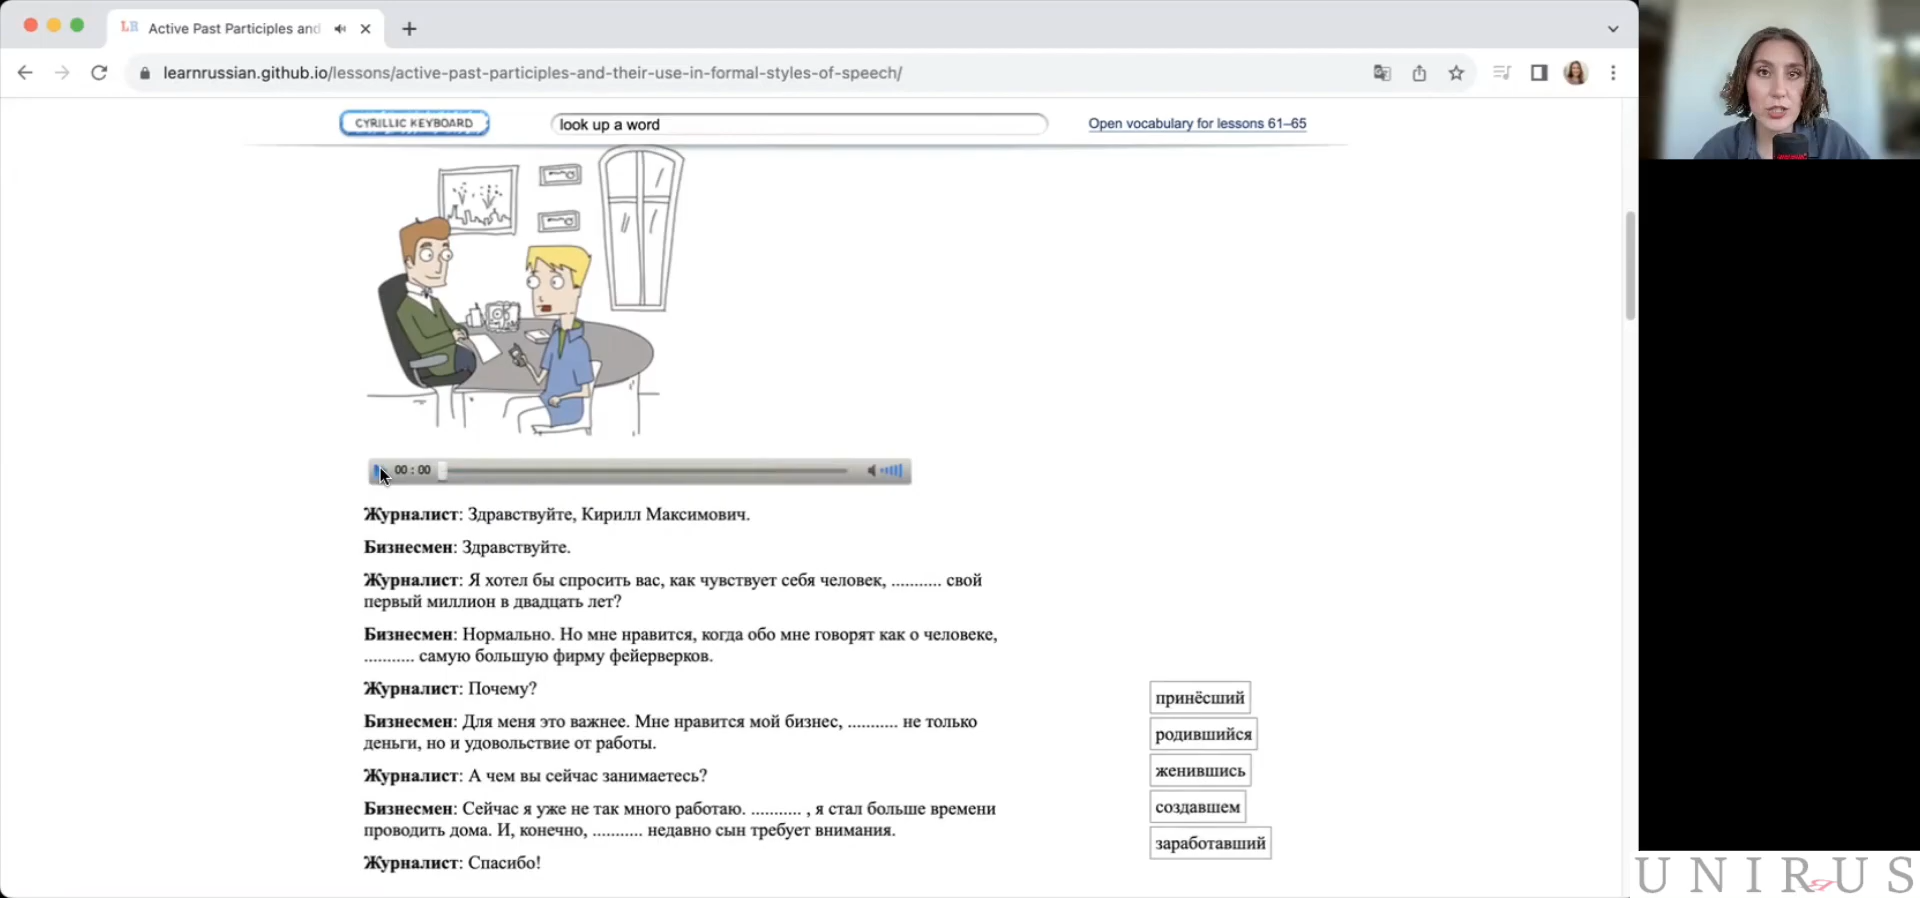 Active Past Participles and
learnrussian.github.io/lessons/active-past-participles-and-their-use-in-formal-styles-of-speech/
CYRILLIC KEYBOARD
look up a word
Open vocabulary for lessons 61–65
00 : 00
Журналист: Здравствуйте, Кирилл Максимович.
Бизнесмен: Здравствуйте.
Журналист: Я хотел бы спросить вас, как чувствует себя человек, ........... свой
первый миллион в двадцать лет?
Бизнесмен: Нормально. Но мне нравится, когда обо мне говорят как о человеке,
........... самую большую фирму фейерверков.
Журналист: Почему?
Бизнесмен: Для меня это важнее. Мне нравится мой бизнес, ........... не только
деньги, но и удовольствие от работы.
Журналист: А чем вы сейчас занимаетесь?
Бизнесмен: Сейчас я уже не так много работаю. ........... , я стал больше времени
проводить дома. И, конечно, ........... недавно сын требует внимания.
Журналист: Спасибо!
принёсший
родившийся
женившись
создавшем
заработавший
UNIRUS